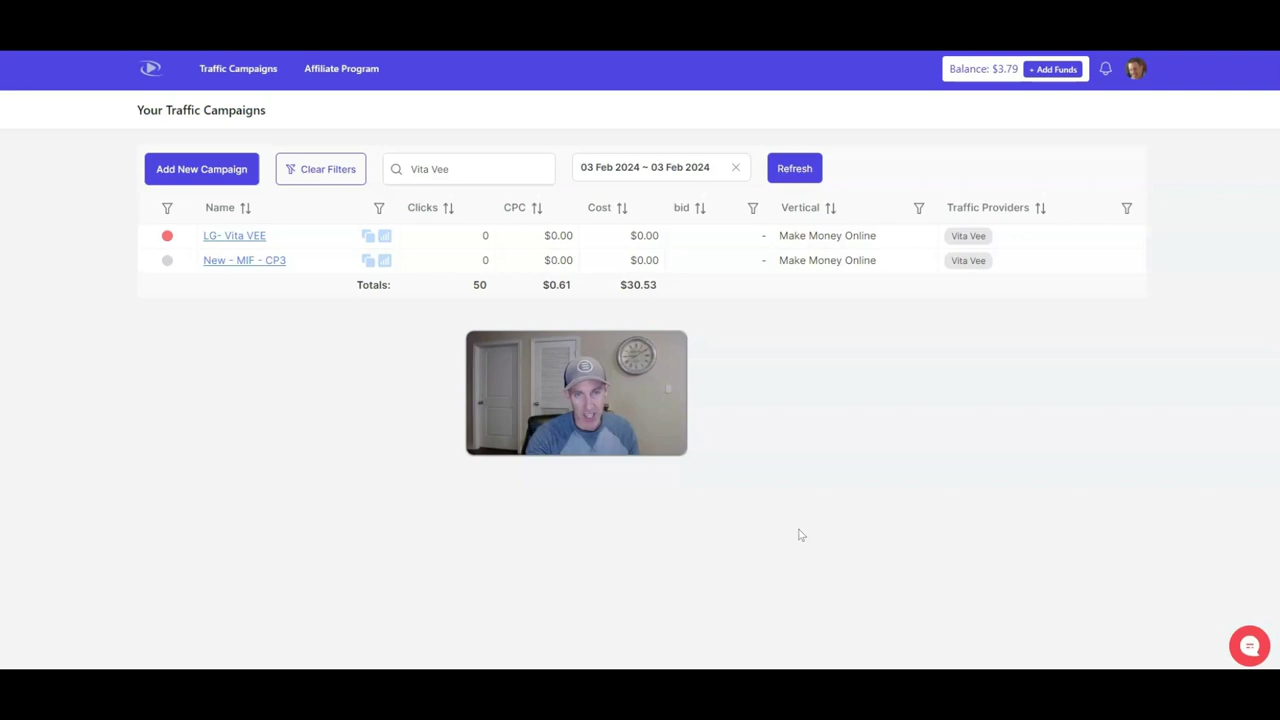 Traffic Campaigns Affiliate Program Balance: $3.79 + Add Funds
Your Traffic Campaigns
Add New Campaign Clear Filters Vita Vee 03 Feb 2024 ~ 03 Feb 2024 Refresh
Name Clicks CPC Cost bid Vertical Traffic Providers
LG- Vita VEE 0 $0.00 $0.00 - Make Money Online Vita Vee
New - MIF - CP3 0 $0.00 $0.00 - Make Money Online Vita Vee
Totals: 50 $0.61 $30.53